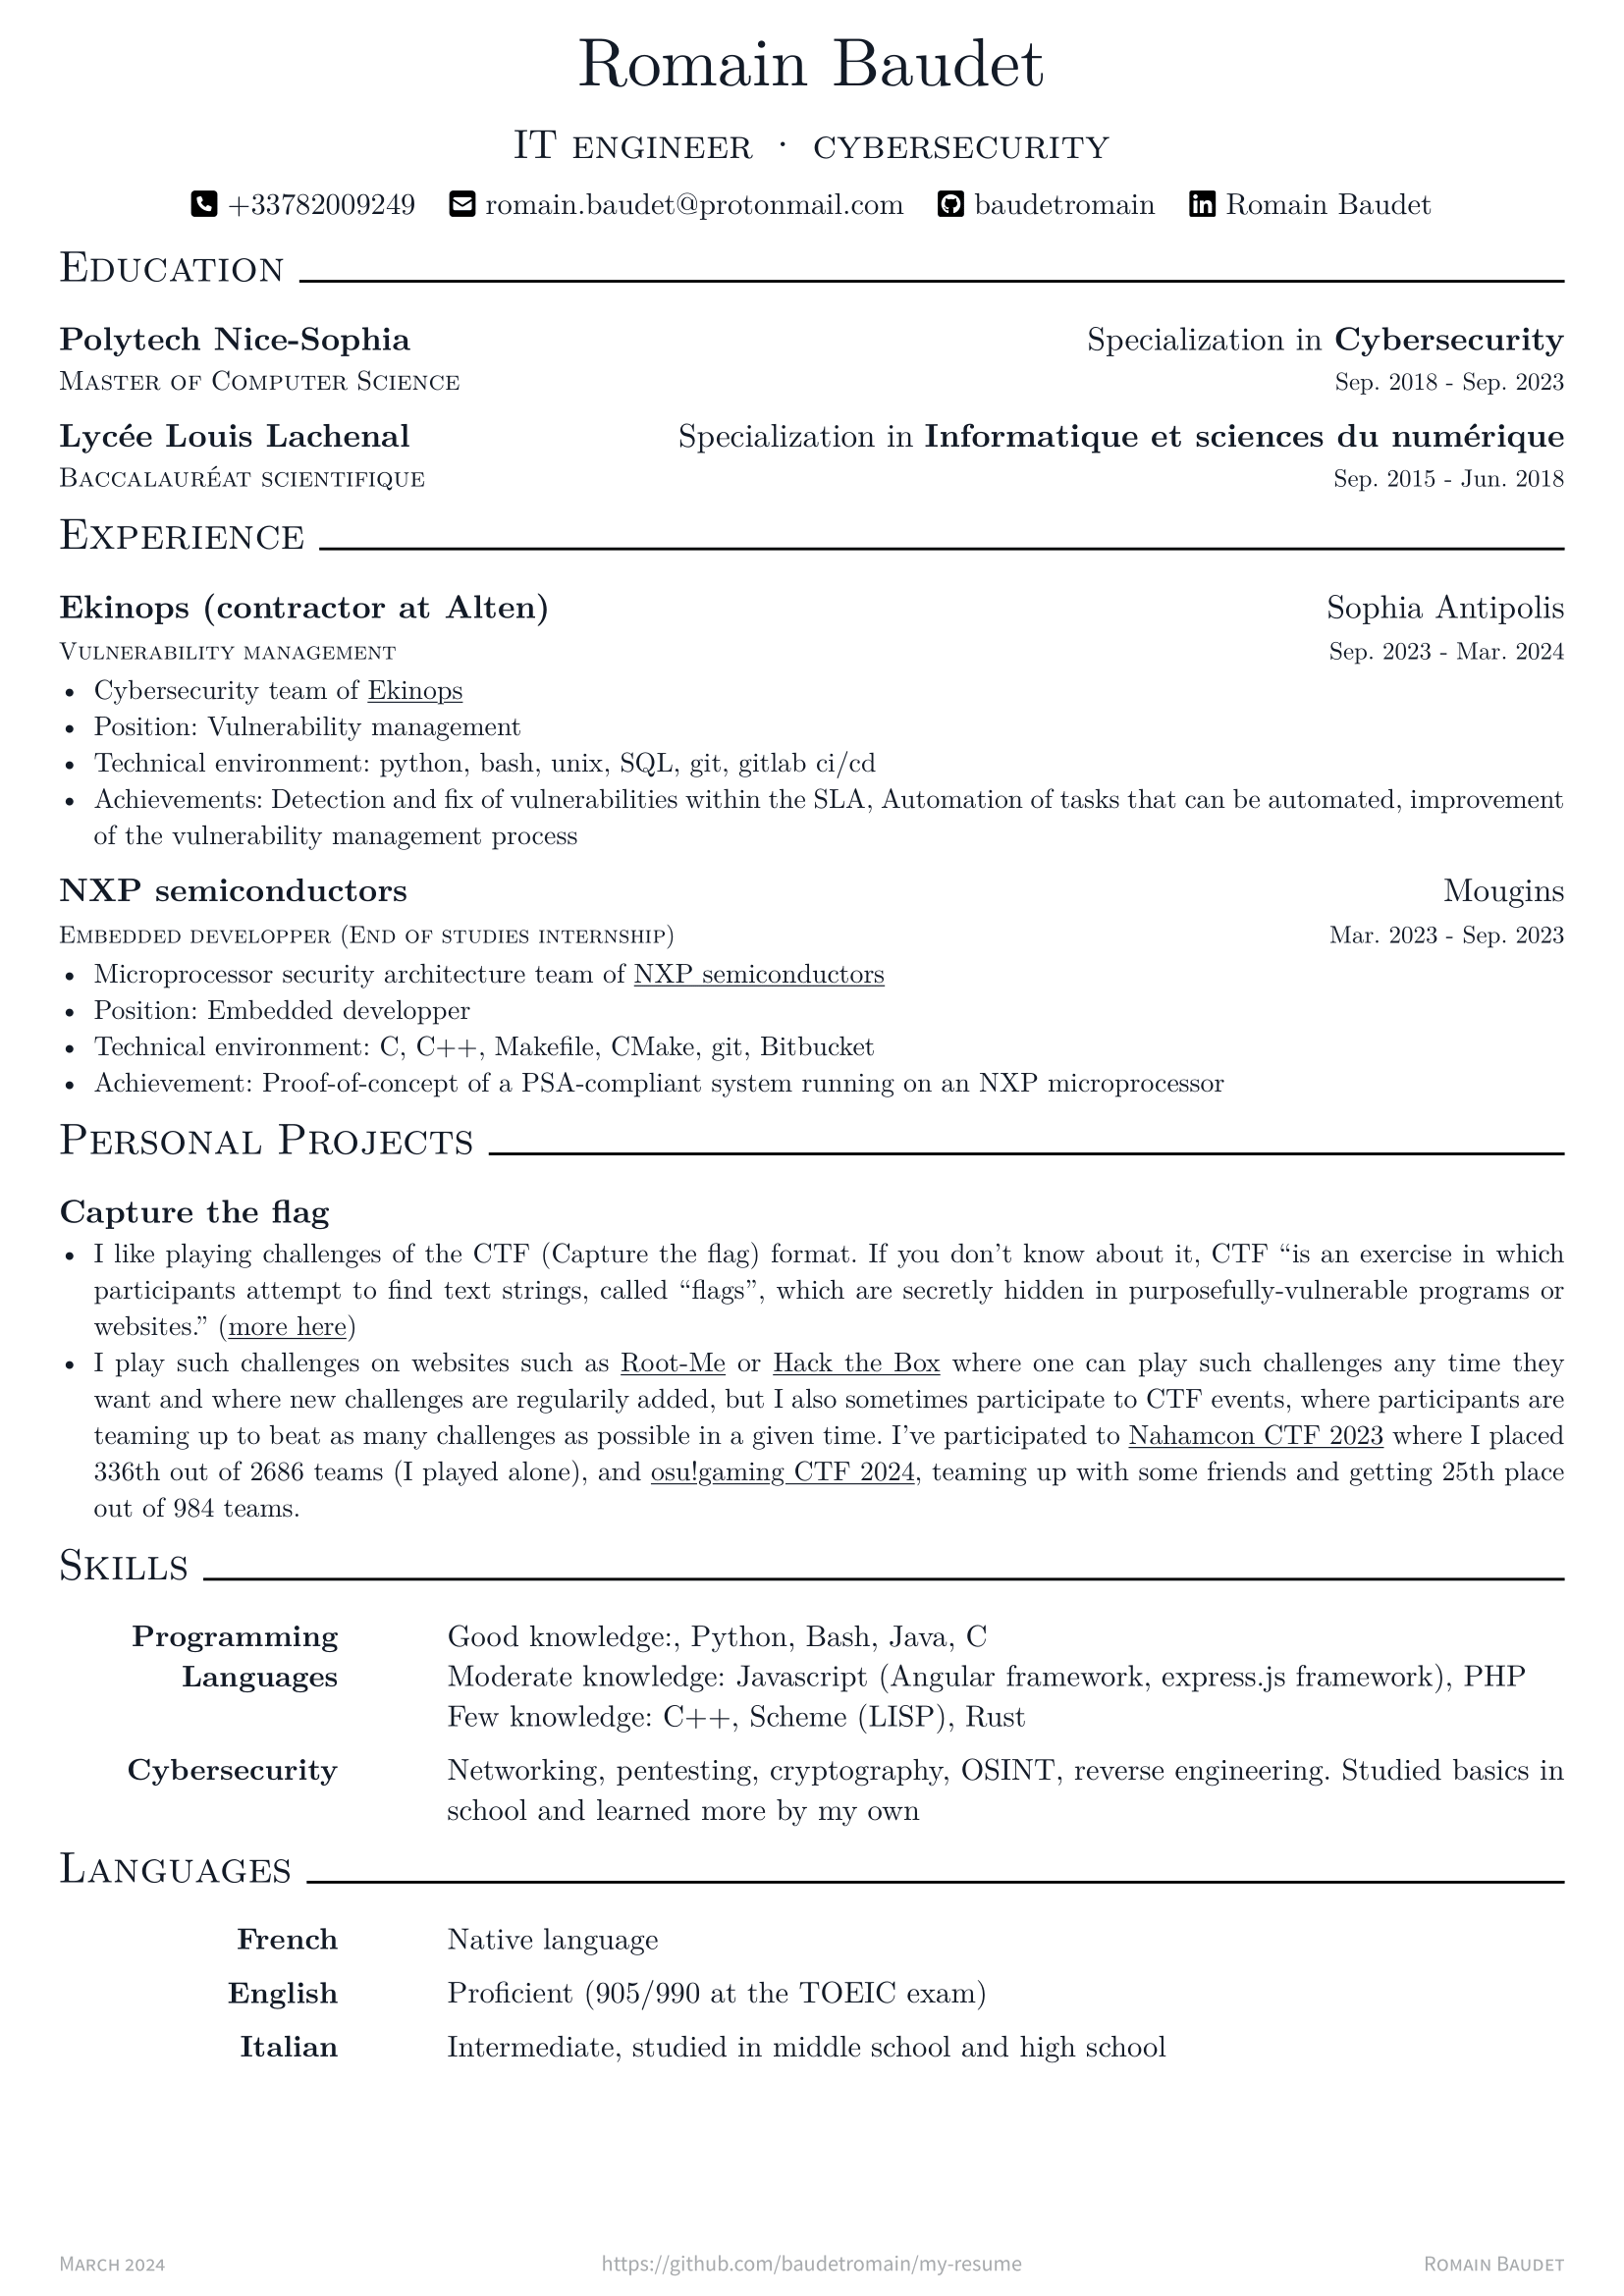 Romain Baudet
IT engineer · cybersecurity
+33782009249 romain.baudet@protonmail.com baudetromain Romain Baudet
Education
Polytech Nice-Sophia Specialization in Cybersecurity
Master of Computer Science Sep. 2018 - Sep. 2023
Lycée Louis Lachenal Specialization in Informatique et sciences du numérique
Baccalauréat scientifique Sep. 2015 - Jun. 2018
Experience
Ekinops (contractor at Alten) Sophia Antipolis
Vulnerability management Sep. 2023 - Mar. 2024
• Cybersecurity team of Ekinops
• Position: Vulnerability management
• Technical environment: python, bash, unix, SQL, git, gitlab ci/cd
• Achievements: Detection and fix of vulnerabilities within the SLA, Automation of tasks that can be automated, improvement
of the vulnerability management process
NXP semiconductors Mougins
Embedded developper (End of studies internship) Mar. 2023 - Sep. 2023
• Microprocessor security architecture team of NXP semiconductors
• Position: Embedded developper
• Technical environment: C, C++, Makefile, CMake, git, Bitbucket
• Achievement: Proof-of-concept of a PSA-compliant system running on an NXP microprocessor
Personal Projects
Capture the flag
• I like playing challenges of the CTF (Capture the flag) format. If you don't know about it, CTF “is an exercise in which
participants attempt to find text strings, called “flags”, which are secretly hidden in purposefully-vulnerable programs or
websites.” (more here)
• I play such challenges on websites such as Root-Me or Hack the Box where one can play such challenges any time they
want and where new challenges are regularily added, but I also sometimes participate to CTF events, where participants are
teaming up to beat as many challenges as possible in a given time. I've participated to Nahamcon CTF 2023 where I placed
336th out of 2686 teams (I played alone), and osu!gaming CTF 2024, teaming up with some friends and getting 25th place
out of 984 teams.
Skills
Programming Good knowledge:, Python, Bash, Java, C
Languages Moderate knowledge: Javascript (Angular framework, express.js framework), PHP
Few knowledge: C++, Scheme (LISP), Rust
Cybersecurity Networking, pentesting, cryptography, OSINT, reverse engineering. Studied basics in
school and learned more by my own
Languages
French Native language
English Proficient (905/990 at the TOEIC exam)
Italian Intermediate, studied in middle school and high school
March 2024 https://github.com/baudetromain/my-resume Romain Baudet